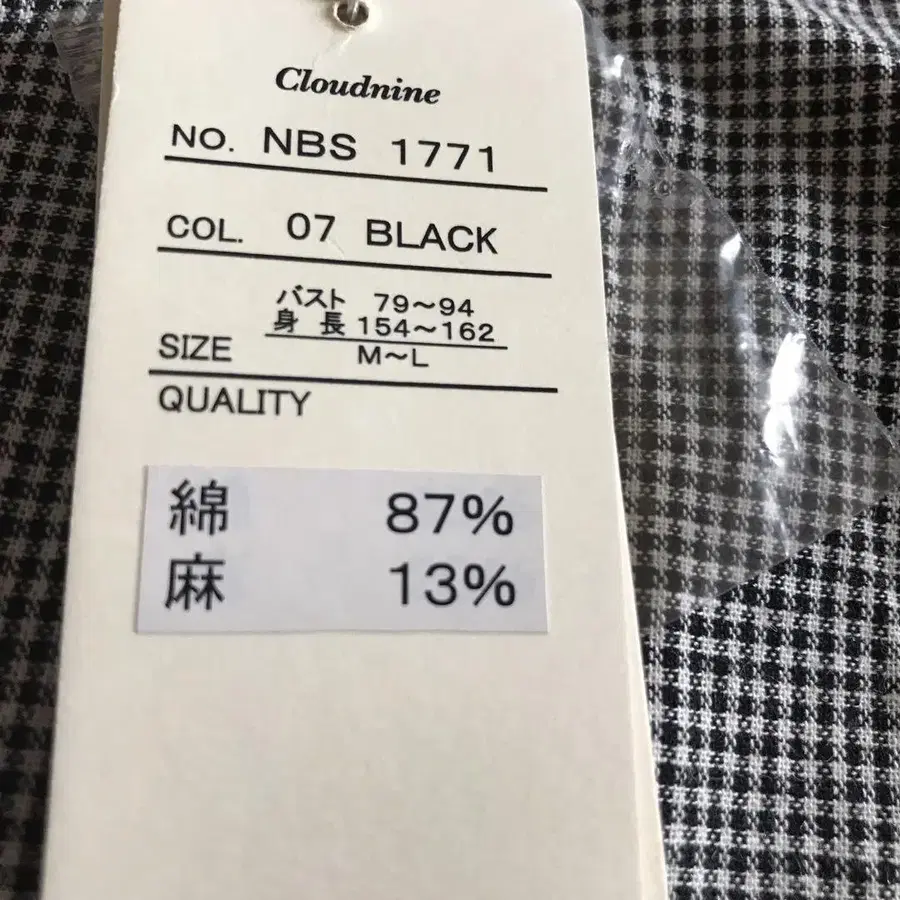 Cloudnine
NO. NBS 1771
COL. 07 BLACK
バスト 79～94
身長 154～162
SIZE M～L
QUALITY
綿 87%
麻 13%